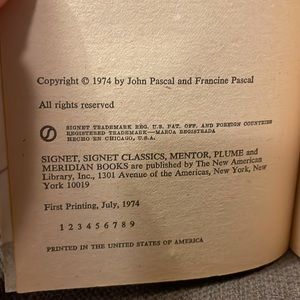 Copyright © 1974 by John Pascal and Francine Pascal
All rights reserved
SIGNET TRADEMARK REG. U.S. PAT. OFF. AND FOREIGN COUNTRIES
REGISTERED TRADEMARK—MARCA REGISTRADA
HECHO EN CHICAGO, U.S.A.
SIGNET, SIGNET CLASSICS, MENTOR, PLUME and
MERIDIAN BOOKS are published by The New American
Library, Inc., 1301 Avenue of the Americas, New York, New
York 10019
First Printing, July, 1974
1 2 3 4 5 6 7 8 9
PRINTED IN THE UNITED STATES OF AMERICA